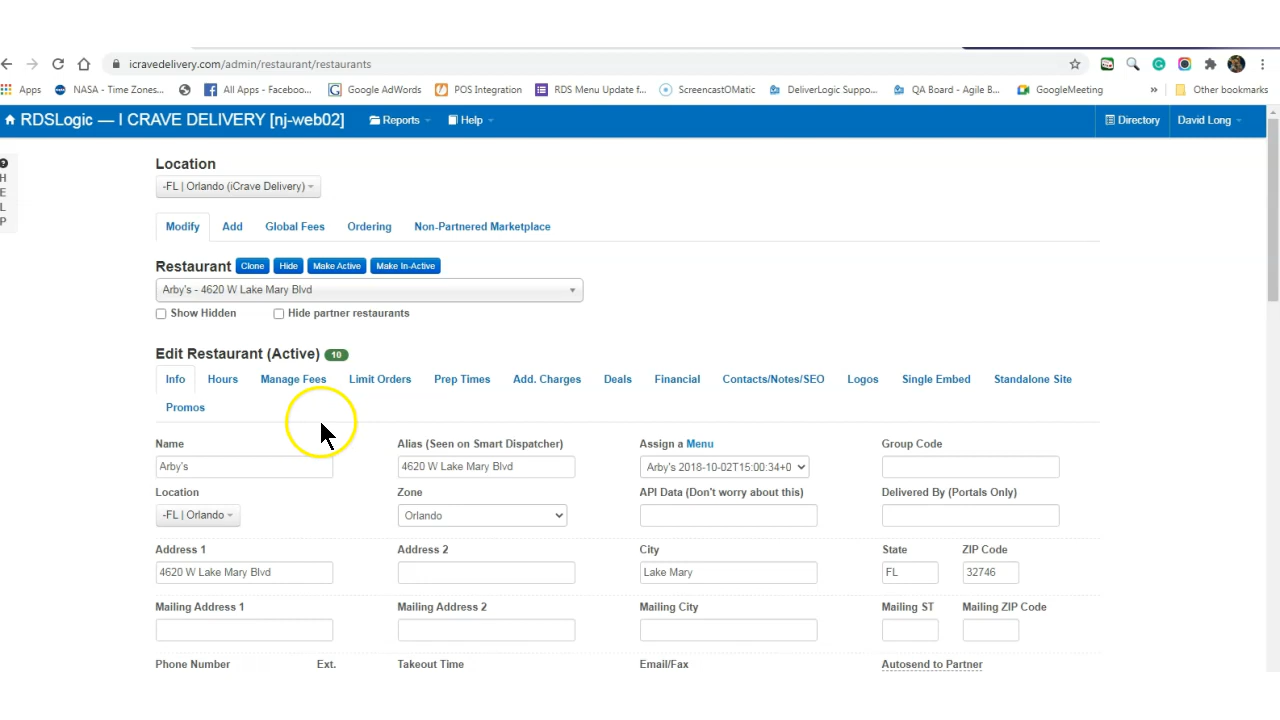 icravedelivery.com/admin/restaurant/restaurants
Apps NASA - Time Zones... All Apps - Faceboo... Google AdWords POS Integration RDS Menu Update f... ScreencastOMatic DeliverLogic Suppo... QA Board - Agile B... GoogleMeeting » Other bookmarks
RDSLogic — I CRAVE DELIVERY [nj-web02] Reports Help Directory David Long
H
E
L
P
Location
-FL | Orlando (iCrave Delivery)
Modify Add Global Fees Ordering Non-Partnered Marketplace
Restaurant Clone Hide Make Active Make In-Active
Arby's - 4620 W Lake Mary Blvd
Show Hidden Hide partner restaurants
Edit Restaurant (Active) 10
Info Hours Manage Fees Limit Orders Prep Times Add. Charges Deals Financial Contacts/Notes/SEO Logos Single Embed Standalone Site
Promos
Name Alias (Seen on Smart Dispatcher) Assign a Menu Group Code
Arby's 4620 W Lake Mary Blvd Arby's 2018-10-02T15:00:34+0
Location Zone API Data (Don't worry about this) Delivered By (Portals Only)
-FL | Orlando Orlando
Address 1 Address 2 City State ZIP Code
4620 W Lake Mary Blvd Lake Mary FL 32746
Mailing Address 1 Mailing Address 2 Mailing City Mailing ST Mailing ZIP Code
Phone Number Ext. Takeout Time Email/Fax Autosend to Partner